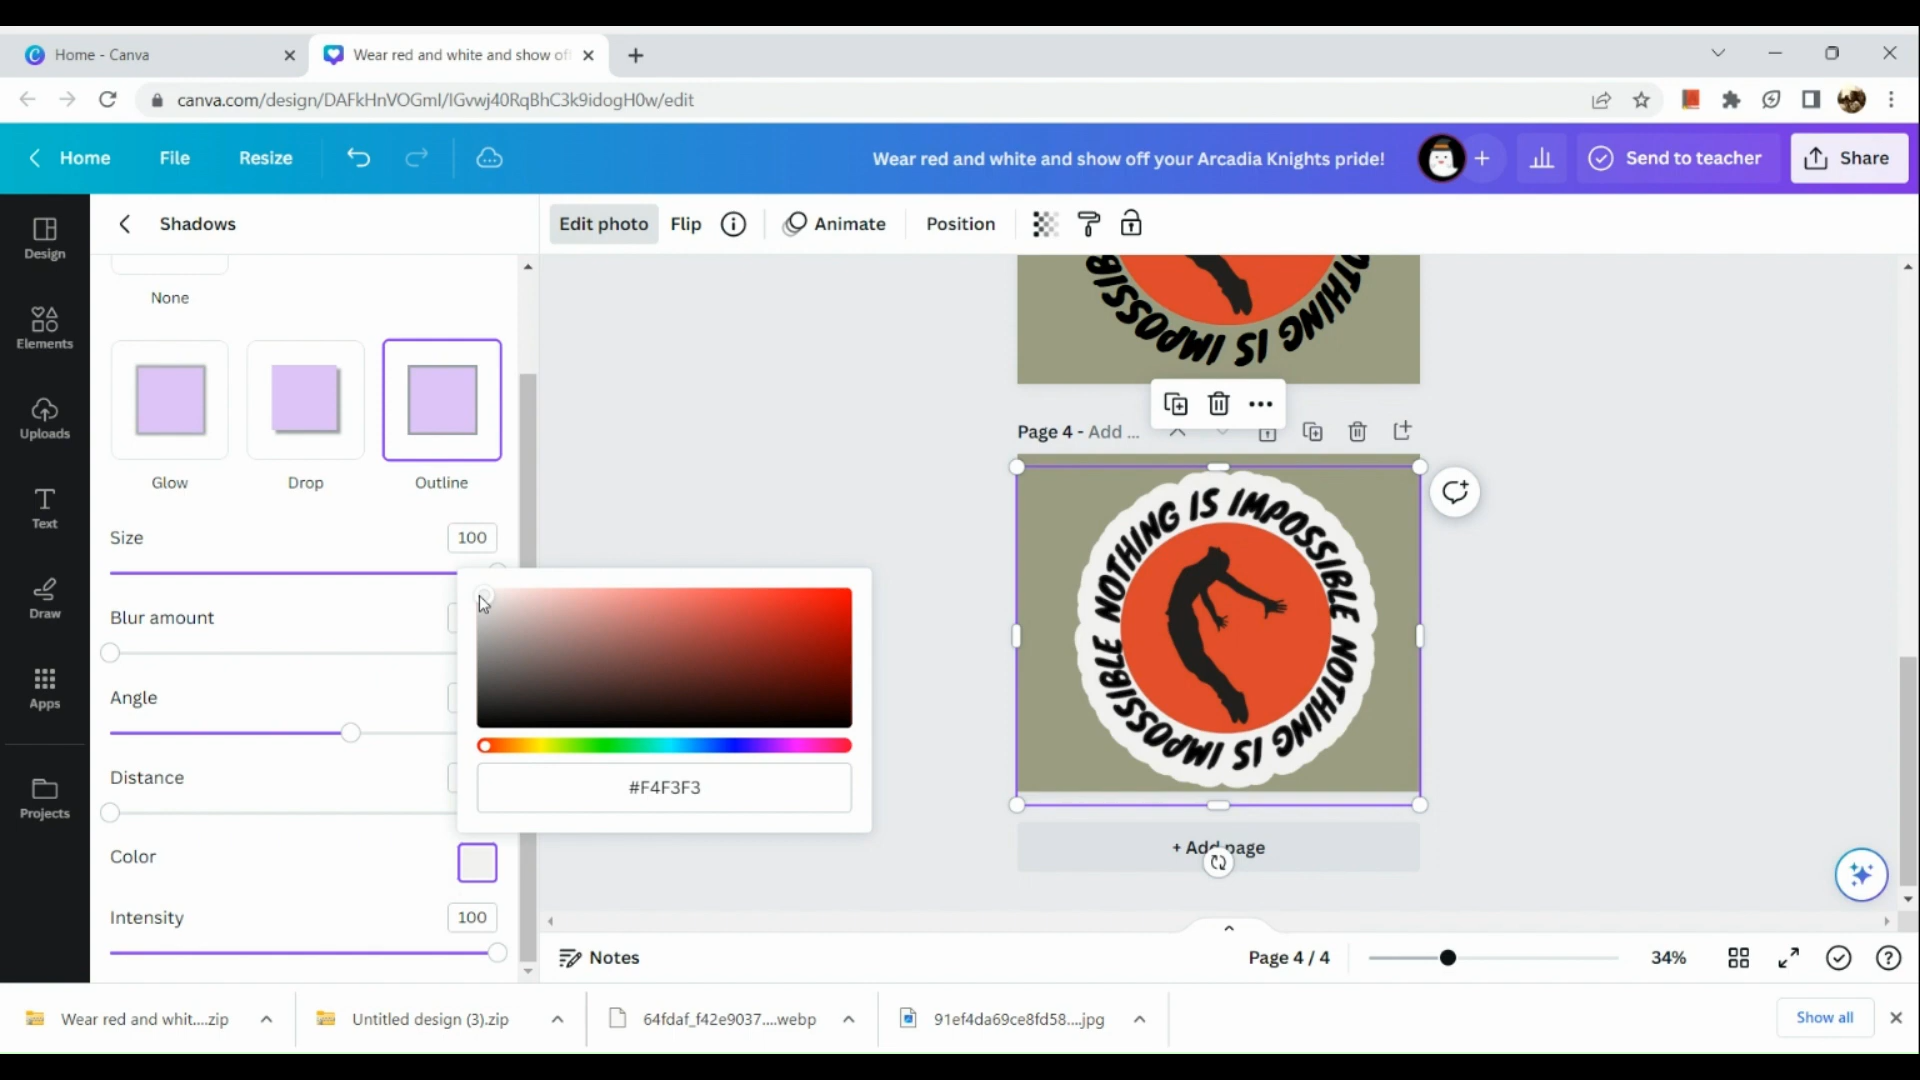 Home - Canva
Wear red and white and show of
canva.com/design/DAFkHnVOGmI/IGvwj40RqBhC3k9idogH0w/edit
Home
File
Resize
Wear red and white and show off your Arcadia Knights pride!
Send to teacher
Share
Shadows
Edit photo
Flip
Animate
Position
Design
Elements
Uploads
Text
Draw
Apps
Projects
None
Glow
Drop
Outline
Size
100
Blur amount
Angle
Distance
Color
Intensity
100
#F4F3F3
NOTHING IS IMPOSSIB
Page 4 - Add ...
NOTHING IS IMPOSSIBLE NOTHING IS IMPOSSIBLE
+ Add page
Notes
Page 4 / 4
34%
Wear red and whit....zip
Untitled design (3).zip
64fdaf_f42e9037....webp
91ef4da69ce8fd58....jpg
Show all